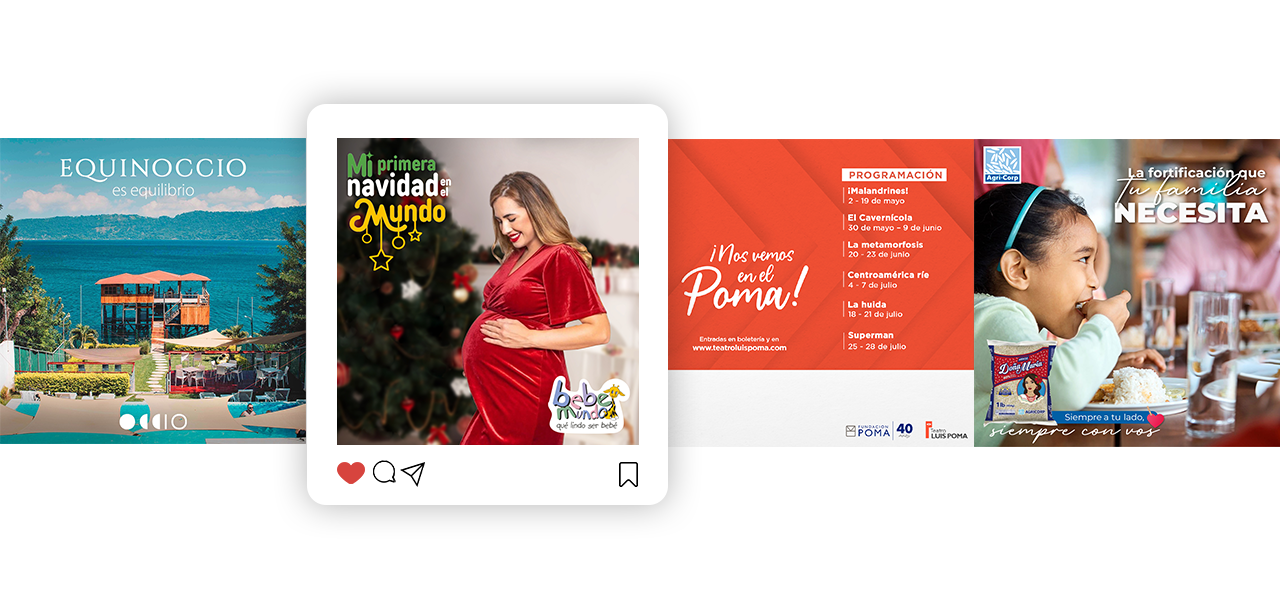 EQUINOCCIO
es equilibrio
OCCIO
Mi primera
navidad en el
Mundo
bebe
mundo
qué lindo ser bebé
¡Nos vemos
en el
Poma!
Entradas en boletería y en
www.teatroluispoma.com
PROGRAMACIÓN
¡Malandrines!
2 - 19 de mayo
El Cavernícola
30 de mayo – 9 de junio
La metamorfosis
20 - 23 de junio
Centroamérica ríe
4 - 7 de julio
La huida
18 - 21 de julio
Superman
25 - 28 de julio
FUNDACIÓN
POMA
40
Teatro
LUIS POMA
Agri-Corp
La fortificación que
tu familia
NECESITA
Doña María
1 lb
AGRICORP
Siempre a tu lado,
siempre con vos